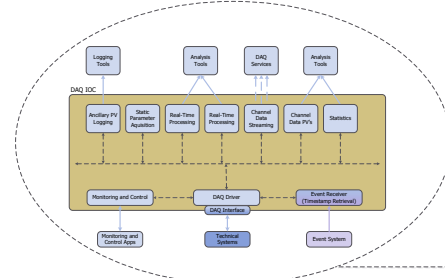 Logging
Tools
Analysis
Tools
DAQ
Services
Analysis
Tools
DAQ IOC
Ancillary PV
Logging
Static
Parameter
Aquisition
Real-Time
Processing
Real-Time
Processing
Channel
Data
Streaming
Channel
Data PV's
Statistics
Monitoring and Control
DAQ Driver
Event Receiver
(Timestamp Retrieval)
DAQ Interface
Monitoring and
Control Apps
Technical
Systems
Event System